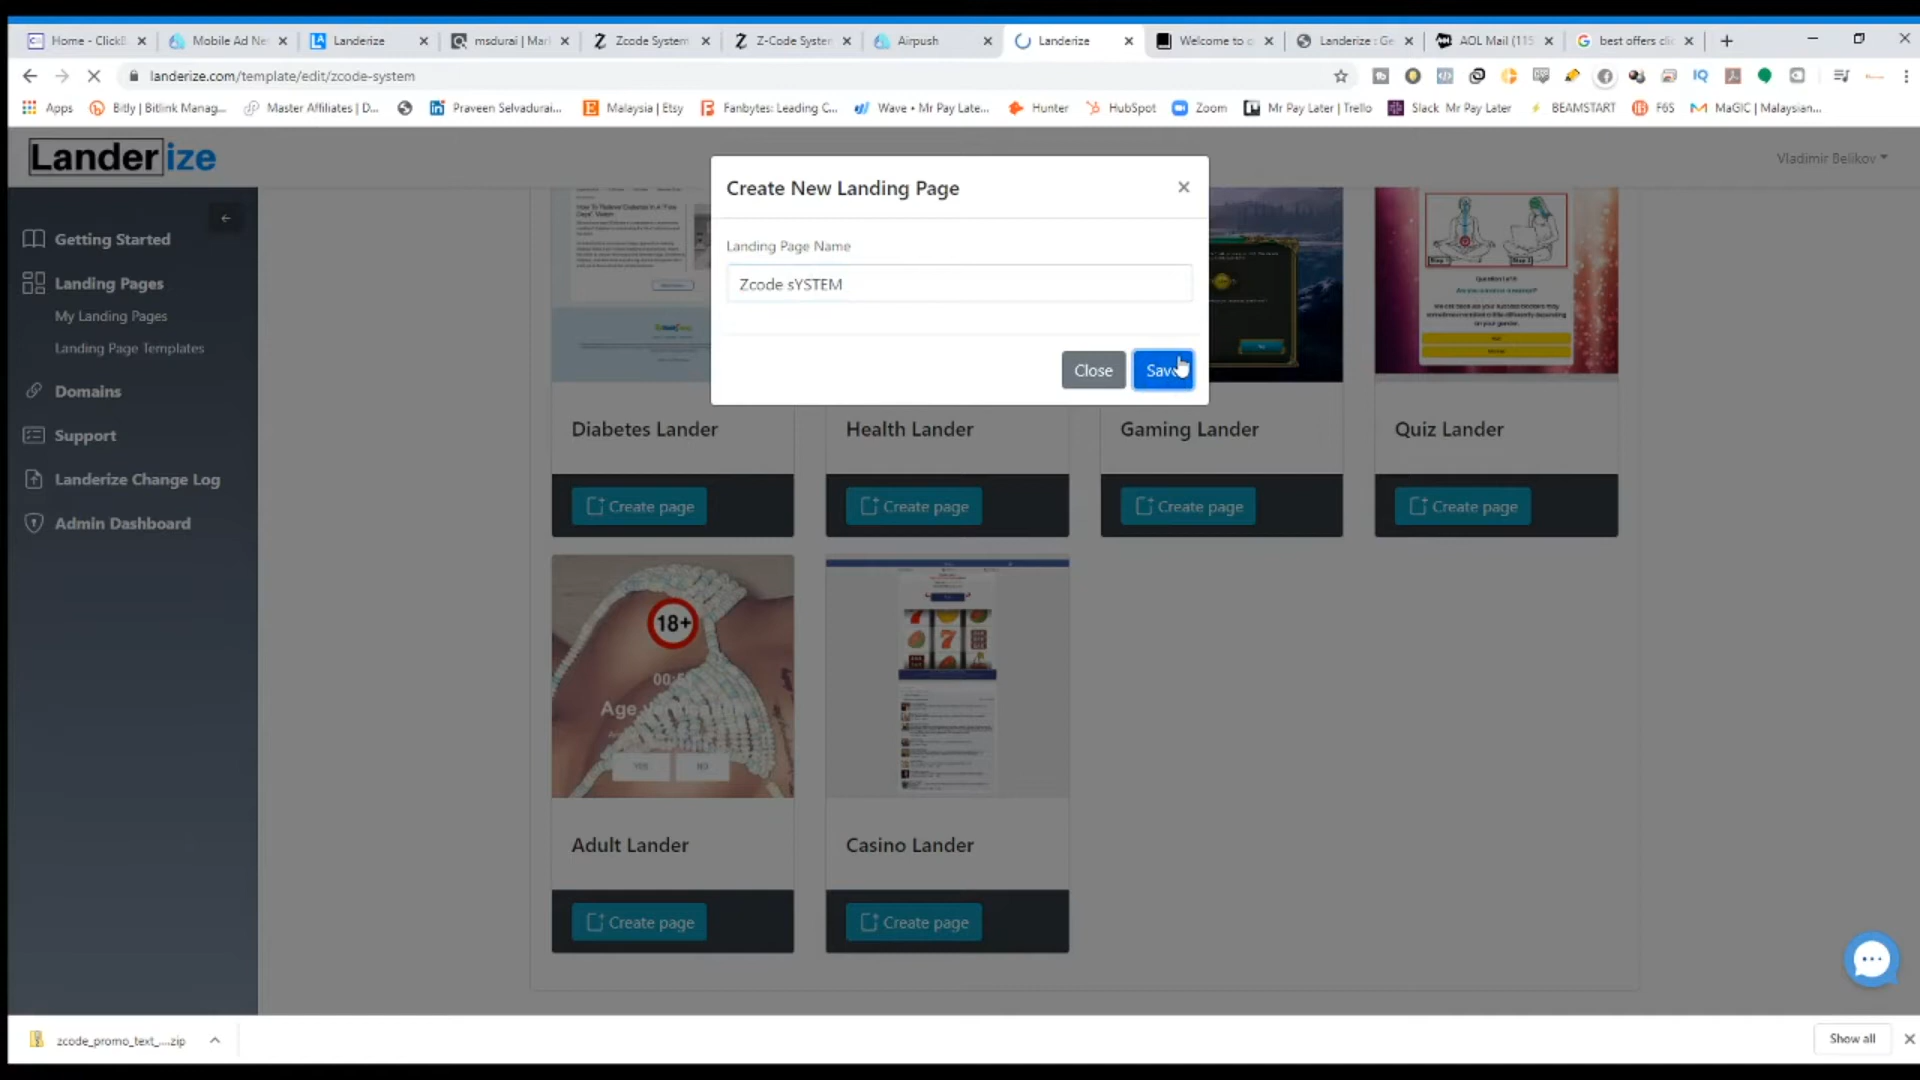 Home - ClickB
Mobile Ad Ne
Landerize
msdurai | Mar
Zcode System
Z-Code System
Airpush
Landerize
Welcome to c
Landerize : Ge
AOL Mail (115
best offers cli
landerize.com/template/edit/zcode-system
Apps
Bitly | Bitlink Manag...
Master Affiliates | D...
Praveen Selvadurai...
Malaysia | Etsy
Fanbytes: Leading C...
Wave • Mr Pay Late...
Hunter
HubSpot
Zoom
Mr Pay Later | Trello
Slack Mr Pay Later
BEAMSTART
F6S
MaGIC | Malaysian...
Landerize
Vladimir Belikov
Create New Landing Page
Landing Page Name
Zcode sYSTEM
Close
Save
Getting Started
Landing Pages
My Landing Pages
Landing Page Templates
Domains
Support
Landerize Change Log
Admin Dashboard
Diabetes Lander
Health Lander
Gaming Lander
Quiz Lander
Create page
Create page
Create page
Create page
18+
YES
NO
Adult Lander
Casino Lander
Create page
Create page
zcode_promo_text_....zip
Show all